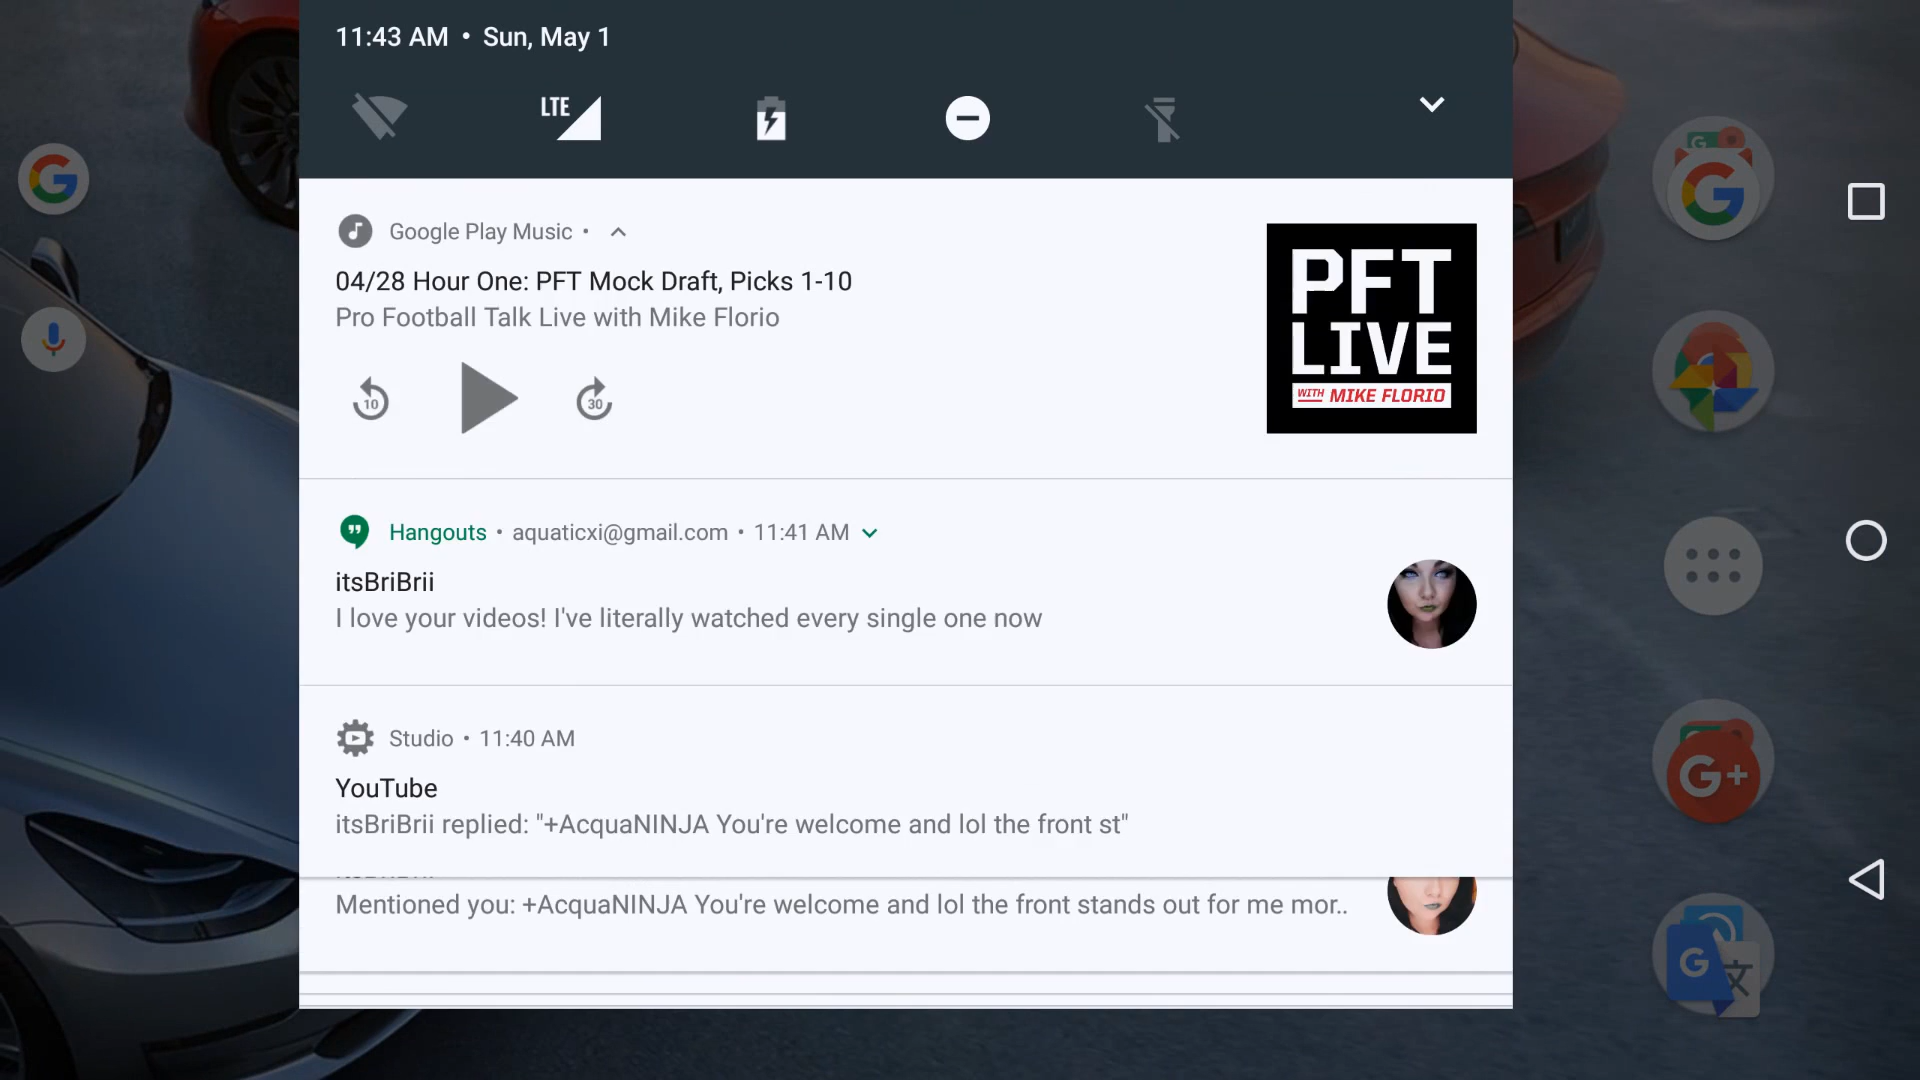 11:43 AM • Sun, May 1
LTE
Google Play Music •
04/28 Hour One: PFT Mock Draft, Picks 1-10
Pro Football Talk Live with Mike Florio
10
30
PFT
LIVE
WITH MIKE FLORIO
Hangouts • aquaticxi@gmail.com • 11:41 AM
itsBriBrii
I love your videos! I've literally watched every single one now
Studio • 11:40 AM
YouTube
itsBriBrii replied: "+AcquaNINJA You're welcome and lol the front st"
Mentioned you: +AcquaNINJA You're welcome and lol the front stands out for me mor..
G
G
G
G+
G 文